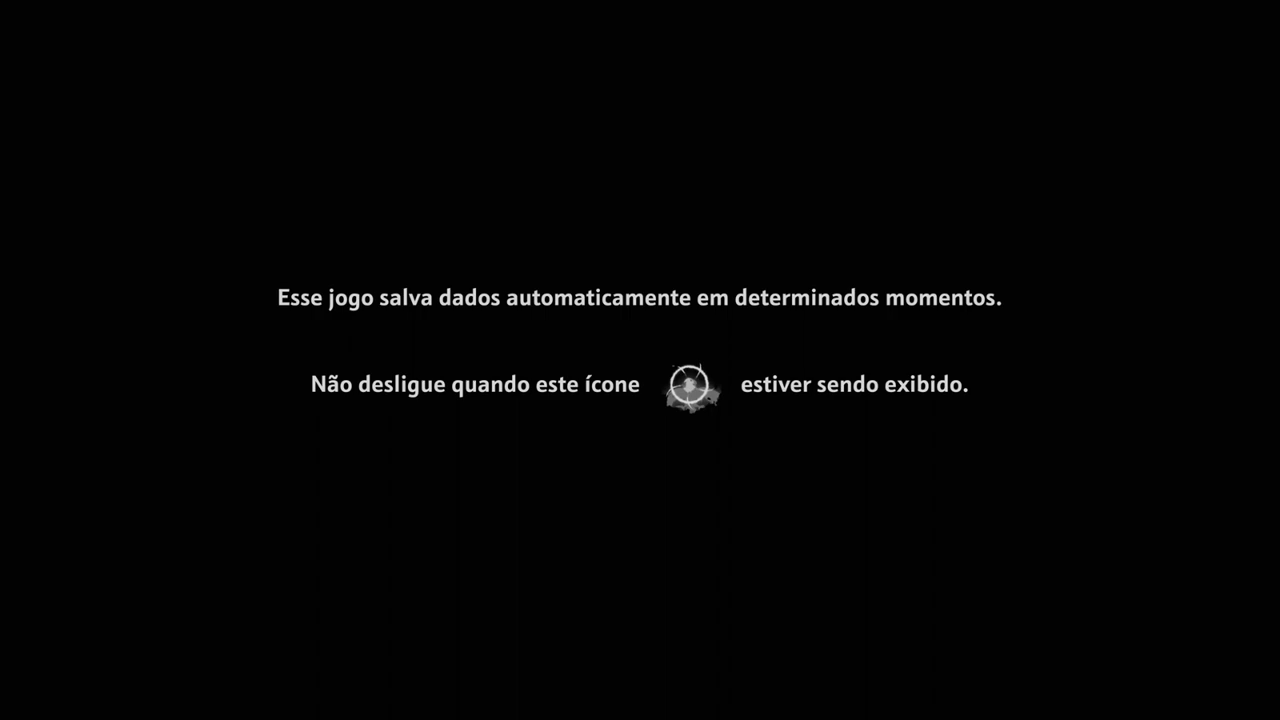 Esse jogo salva dados automaticamente em determinados momentos.
Não desligue quando este ícone estiver sendo exibido.